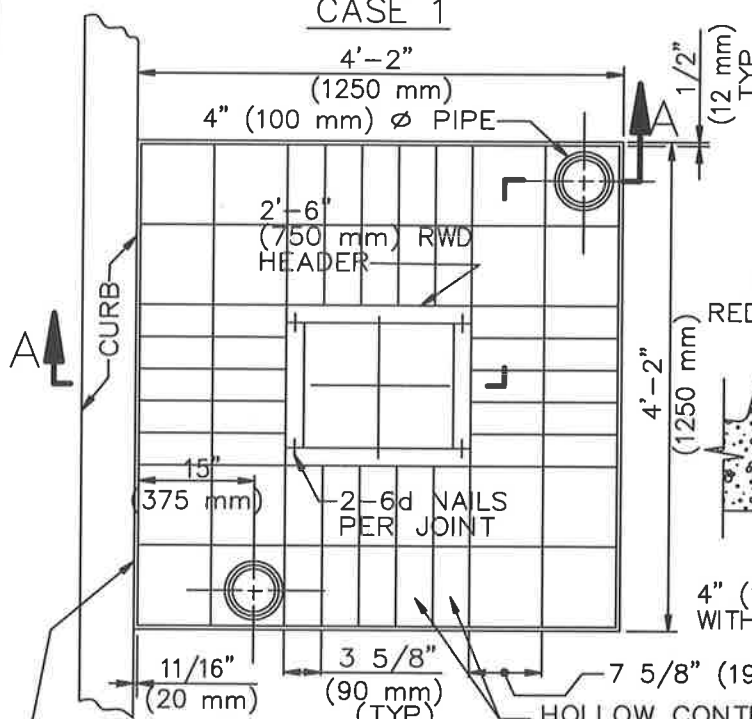 CASE 1
4'-2"
(1250 mm)
4" (100 mm) Ø PIPE
1/2"
(12 mm)
TYP
A
2'-6"
(750 mm) RWD
HEADER
CURB
A
RED
4'-2"
(1250 mm)
15"
(375 mm)
2-6d NAILS
PER JOINT
4" (
WITH
11/16"
(20 mm)
3 5/8"
(90 mm)
(TYP)
7 5/8" (19
HOLLOW CONT